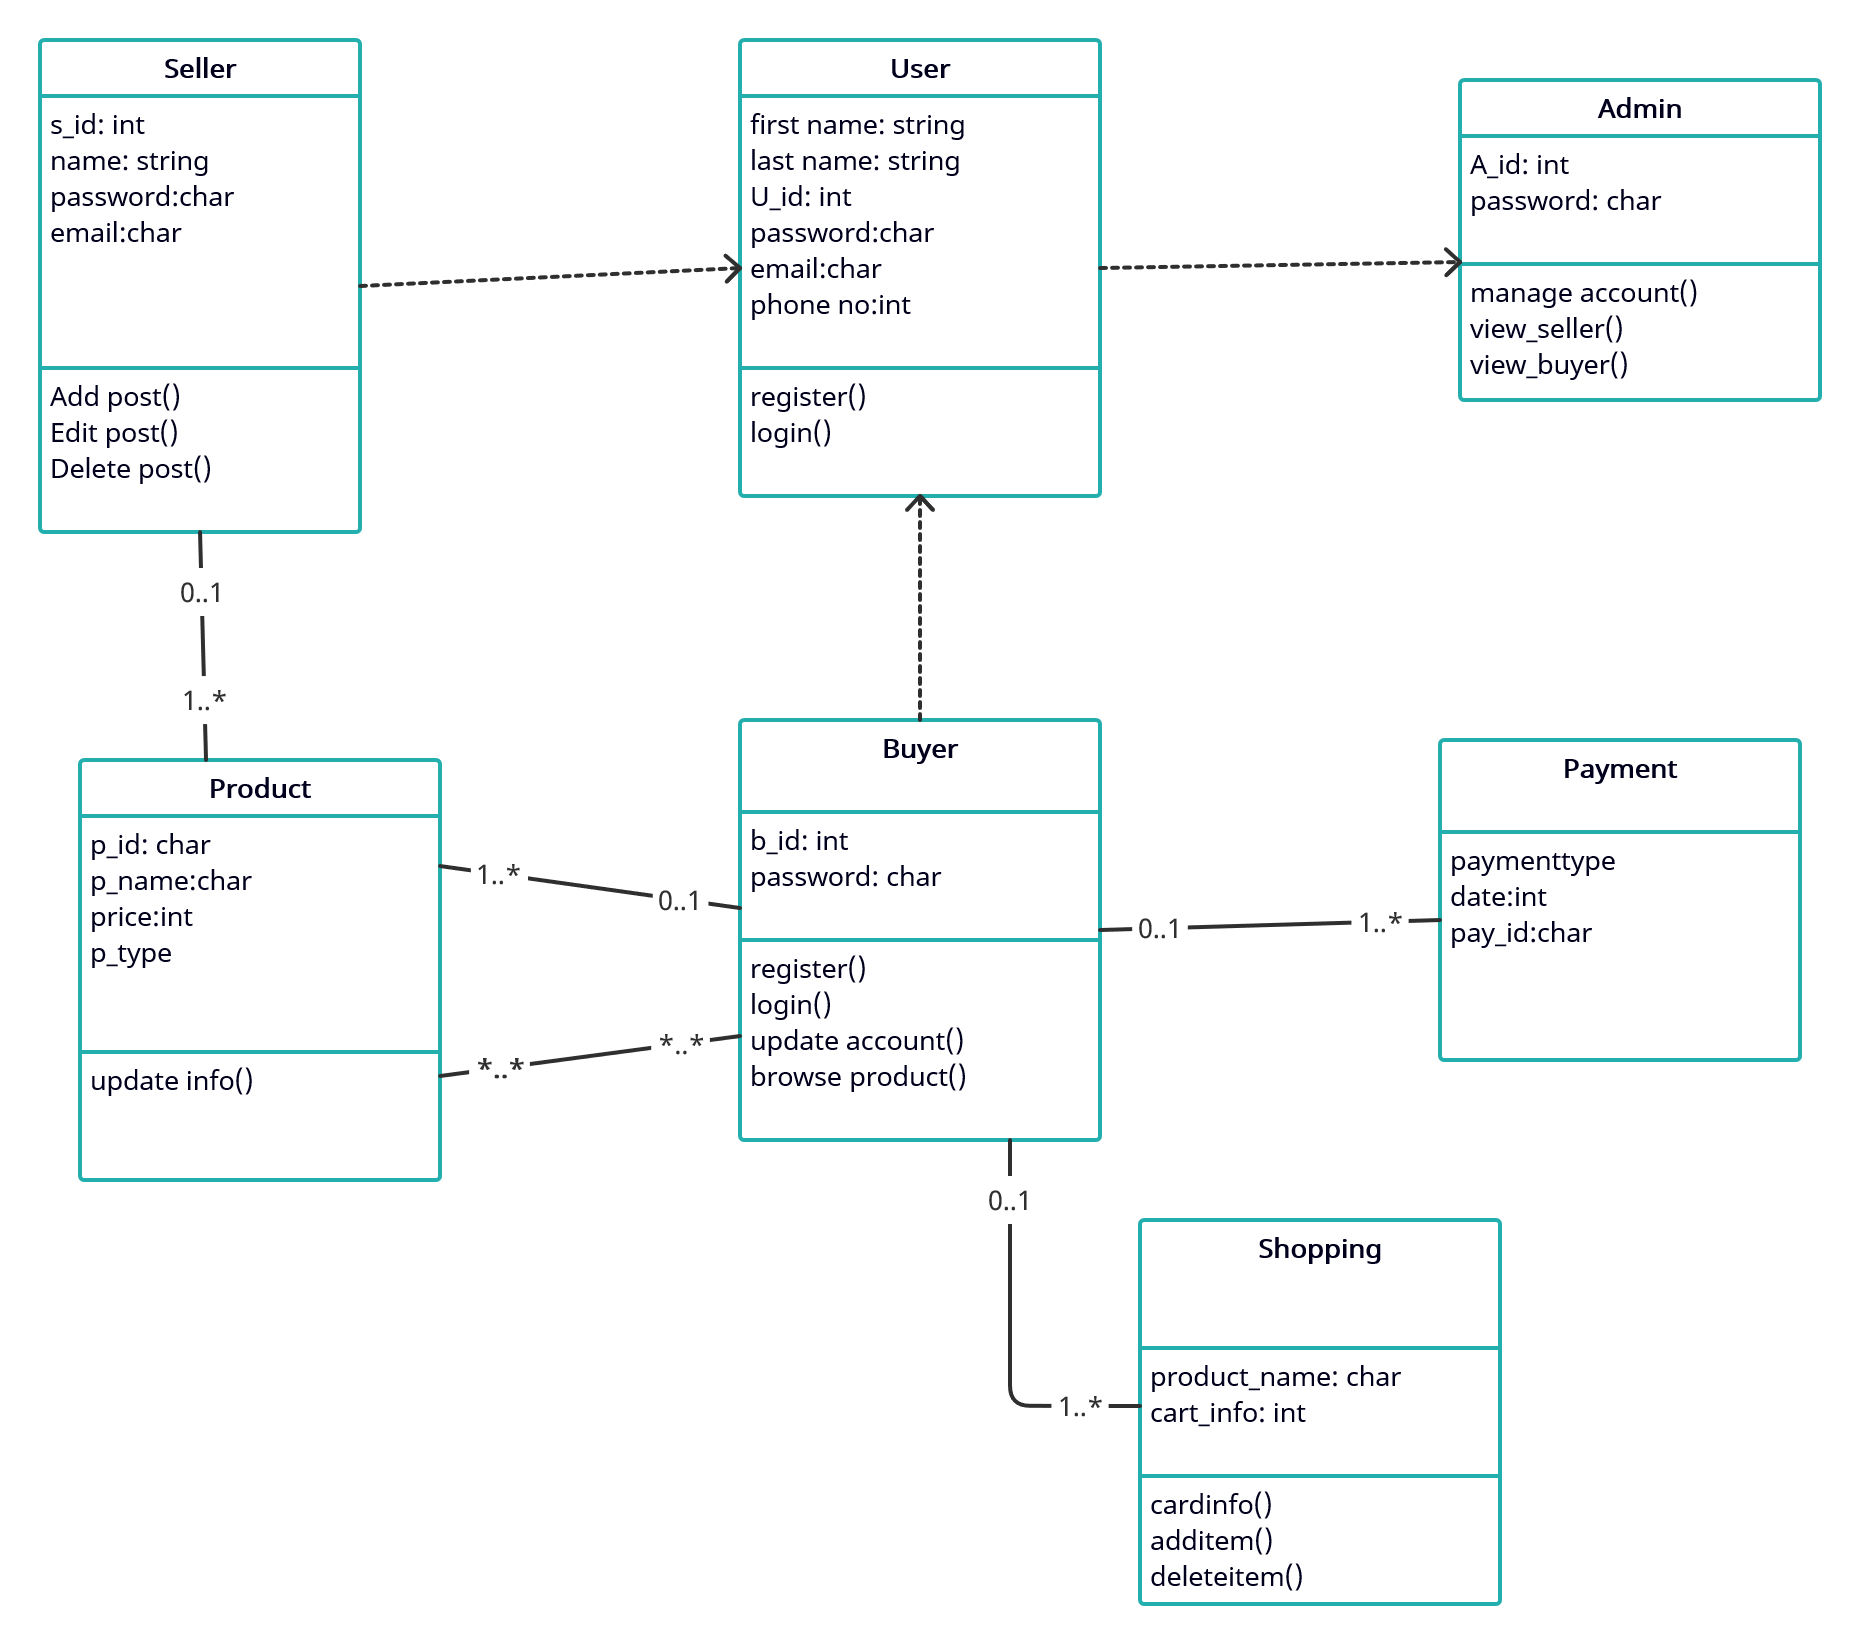 Seller
s_id: int
name: string
password:char
email:char
Add post()
Edit post()
Delete post()
User
first name: string
last name: string
U_id: int
password:char
email:char
phone no:int
register()
login()
Admin
A_id: int
password: char
manage account()
view_seller()
view_buyer()
0..1
1..*
Product
p_id: char
p_name:char
price:int
p_type
update info()
1..*
0..1
*..*
*..*
Buyer
b_id: int
password: char
register()
login()
update account()
browse product()
0..1
1..*
Payment
paymenttype
date:int
pay_id:char
0..1
1..*
Shopping
product_name: char
cart_info: int
cardinfo()
additem()
deleteitem()